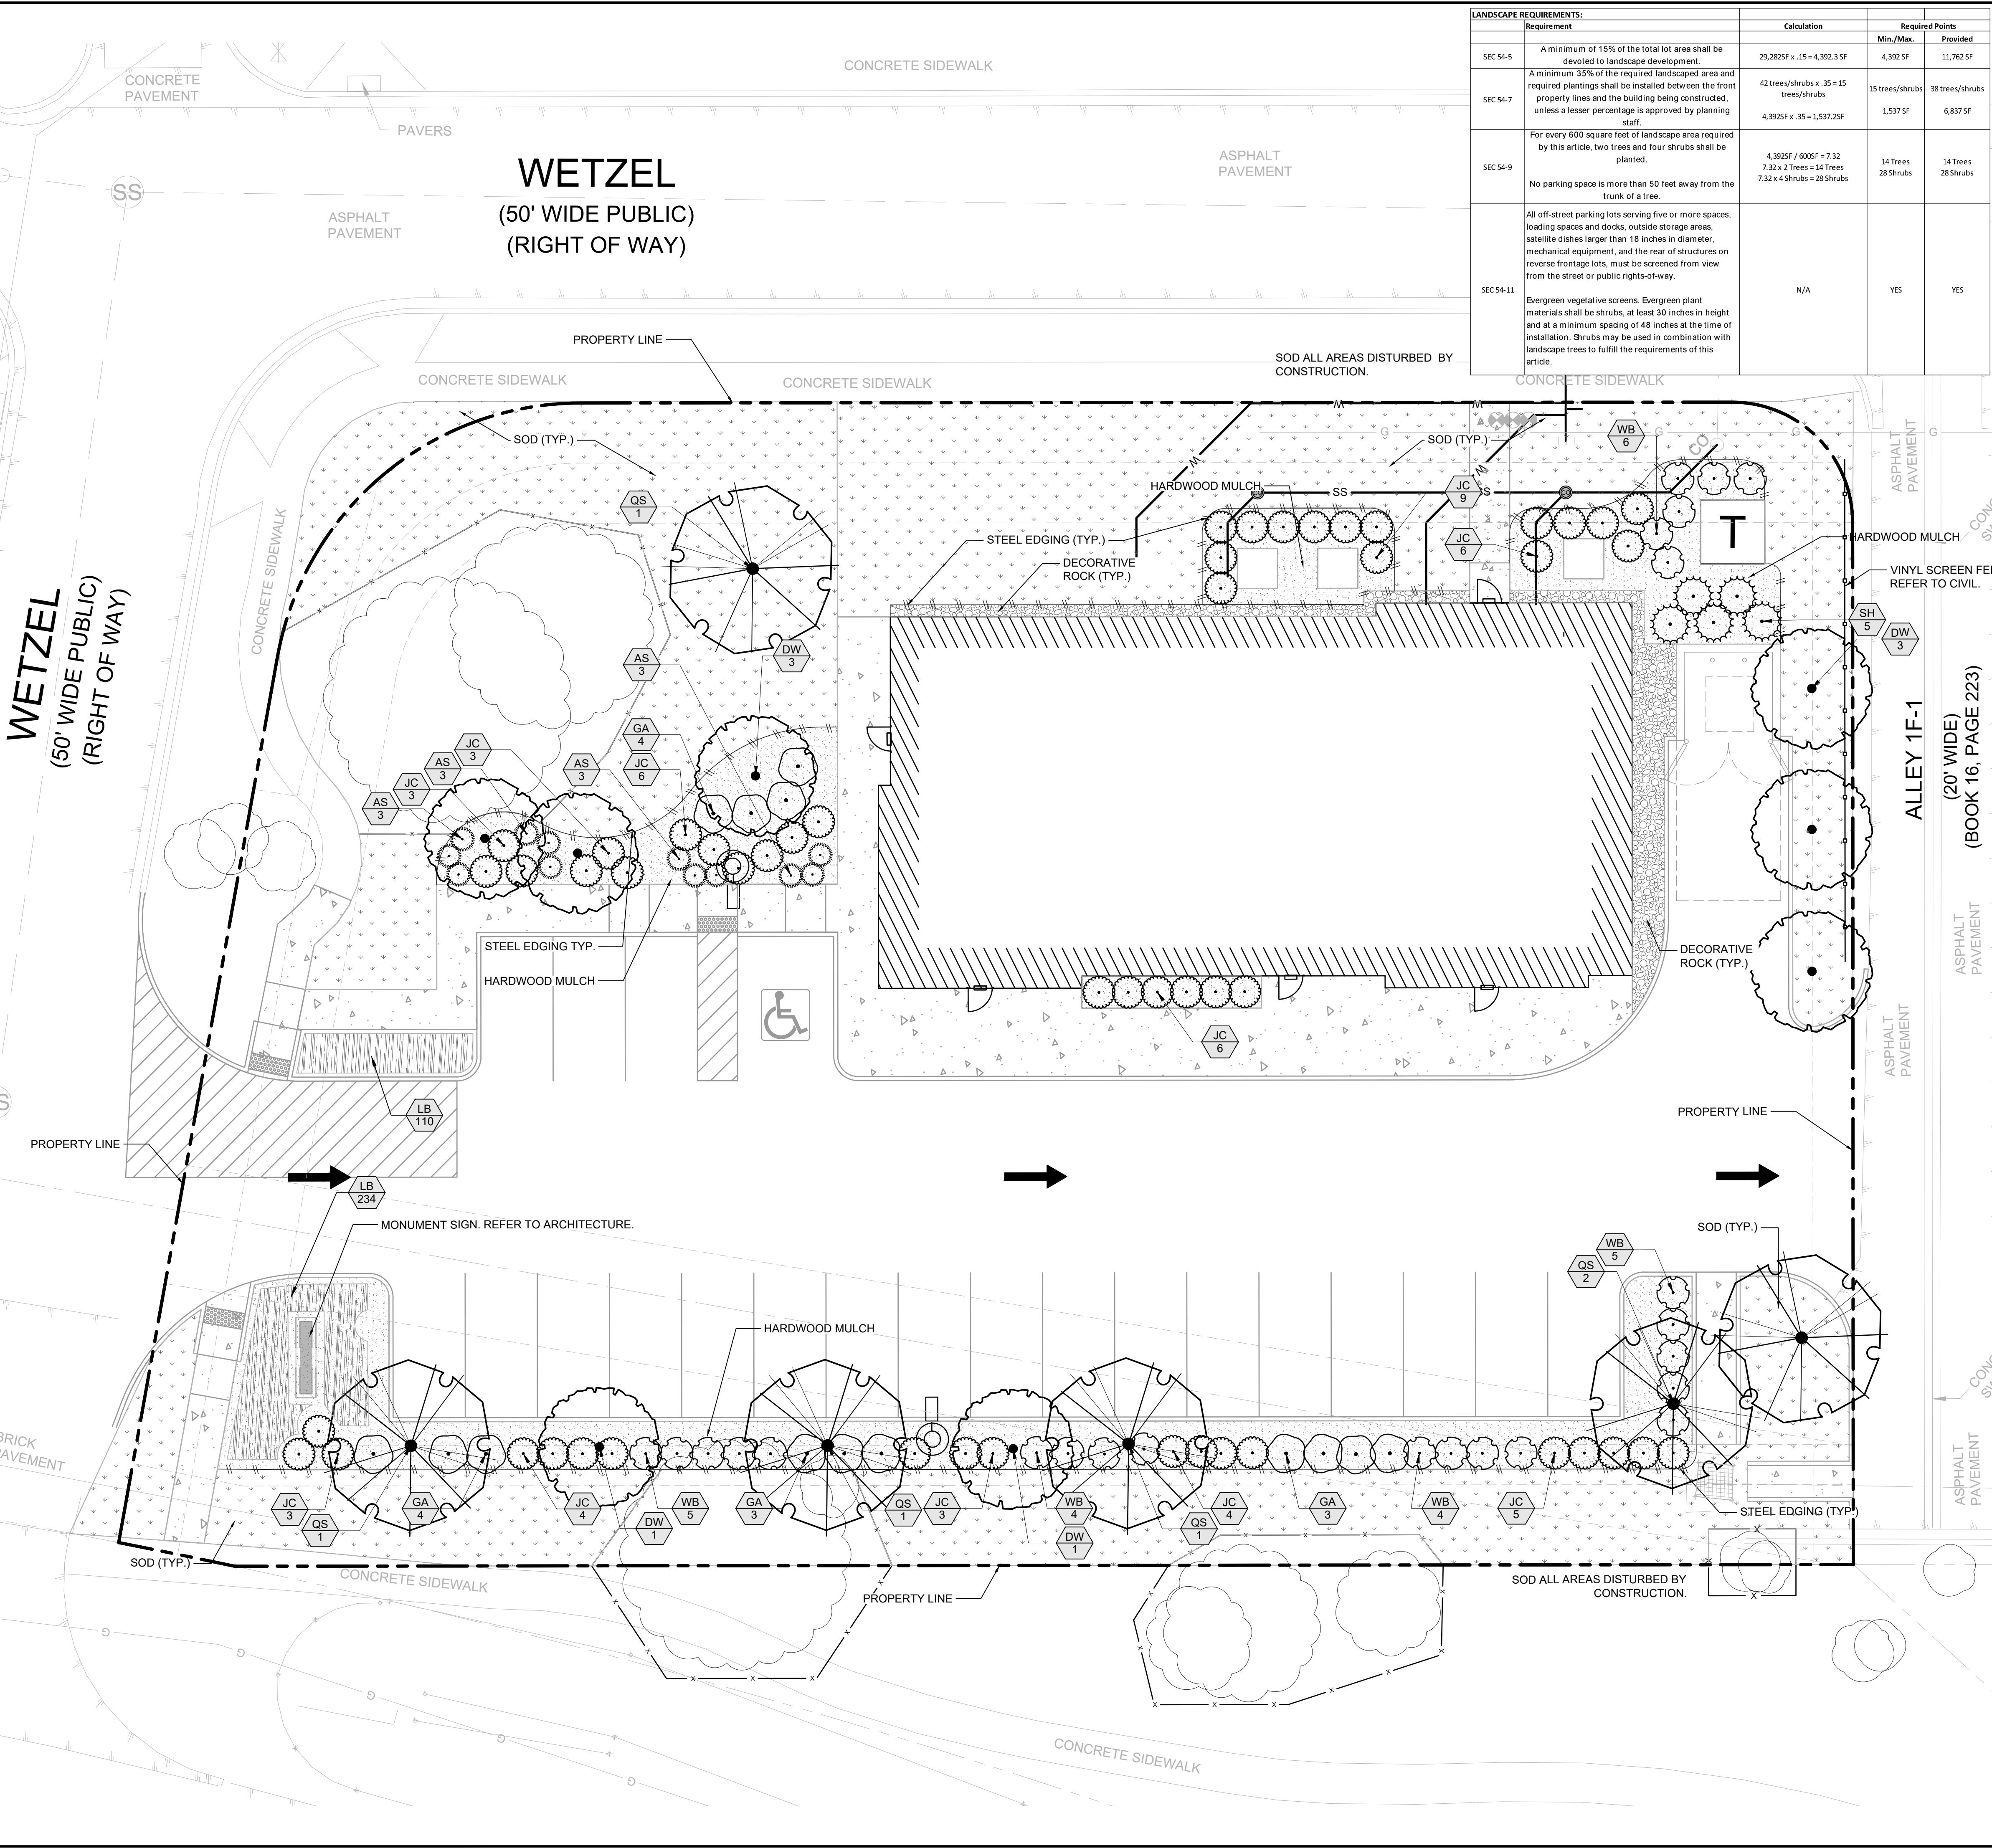 LANDSCAPE REQUIREMENTS:
Requirement
Calculation
Required Points
Min./Max.
Provided
SEC 54-5
A minimum of 15% of the total lot area shall be
devoted to landscape development.
29,282SF x .15 = 4,392.3 SF
4,392 SF
11,762 SF
SEC 54-7
A minimum 35% of the required landscaped area and
required plantings shall be installed between the front
property lines and the building being constructed,
unless a lesser percentage is approved by planning
staff.
42 trees/shrubs x .35 = 15
trees/shrubs
4,392SF x .35 = 1,537.2SF
15 trees/shrubs
1,537 SF
38 trees/shrubs
6,837 SF
SEC 54-9
For every 600 square feet of landscape area required
by this article, two trees and four shrubs shall be
planted.
No parking space is more than 50 feet away from the
trunk of a tree.
4,392SF / 600SF = 7.32
7.32 x 2 Trees = 14 Trees
7.32 x 4 Shrubs = 28 Shrubs
14 Trees
28 Shrubs
14 Trees
28 Shrubs
SEC 54-11
All off-street parking lots serving five or more spaces,
loading spaces and docks, outside storage areas,
satellite dishes larger than 18 inches in diameter,
mechanical equipment, and the rear of structures on
reverse frontage lots, must be screened from view
from the street or public rights-of-way.
Evergreen vegetative screens. Evergreen plant
materials shall be shrubs, at least 30 inches in height
and at a minimum spacing of 48 inches at the time of
installation. Shrubs may be used in combination with
landscape trees to fulfill the requirements of this
article.
N/A
YES
YES
CONCRETE
PAVEMENT
PAVERS
CONCRETE SIDEWALK
WETZEL
(50' WIDE PUBLIC)
(RIGHT OF WAY)
ASPHALT
PAVEMENT
SS
ASPHALT
PAVEMENT
PROPERTY LINE
SOD ALL AREAS DISTURBED BY
CONSTRUCTION.
CONCRETE SIDEWALK
CONCRETE SIDEWALK
CONCRETE SIDEWALK
W
W
SOD (TYP.)
SOD (TYP.)
G
G
G
G
WB
6
CO
ASPHALT
PAVEMENT
W
W
HARDWOOD MULCH
SS
SS
JC
9
QS
1
T
CONCRETE SIDEWALK
STEEL EDGING (TYP.)
JC
6
HARDWOOD MULCH
DECORATIVE
ROCK (TYP.)
VINYL SCREEN FE
REFER TO CIVIL.
WETZEL
(50' WIDE PUBLIC)
(RIGHT OF WAY)
SH
5
DW
3
AS
3
DW
3
ALLEY 1F-1
(20' WIDE)
(BOOK 16, PAGE 223)
GA
4
JC
6
JC
3
AS
3
JC
3
AS
3
AS
3
STEEL EDGING TYP.
HARDWOOD MULCH
DECORATIVE
ROCK (TYP.)
ASPHALT
PAVEMENT
ASPHALT
PAVEMENT
JC
6
LB
110
PROPERTY LINE
PROPERTY LINE
LB
234
MONUMENT SIGN. REFER TO ARCHITECTURE.
SOD (TYP.)
WB
5
QS
2
HARDWOOD MULCH
BRICK
PAVEMENT
ASPHALT
PAVEMENT
JC
3
QS
1
GA
4
JC
4
DW
1
WB
5
GA
3
QS
1
JC
3
WB
4
DW
1
QS
1
JC
4
GA
3
WB
4
JC
5
STEEL EDGING (TYP.)
SOD (TYP.)
CONCRETE SIDEWALK
PROPERTY LINE
SOD ALL AREAS DISTURBED BY
CONSTRUCTION.
G
G
G
G
G
CONCRETE SIDEWALK